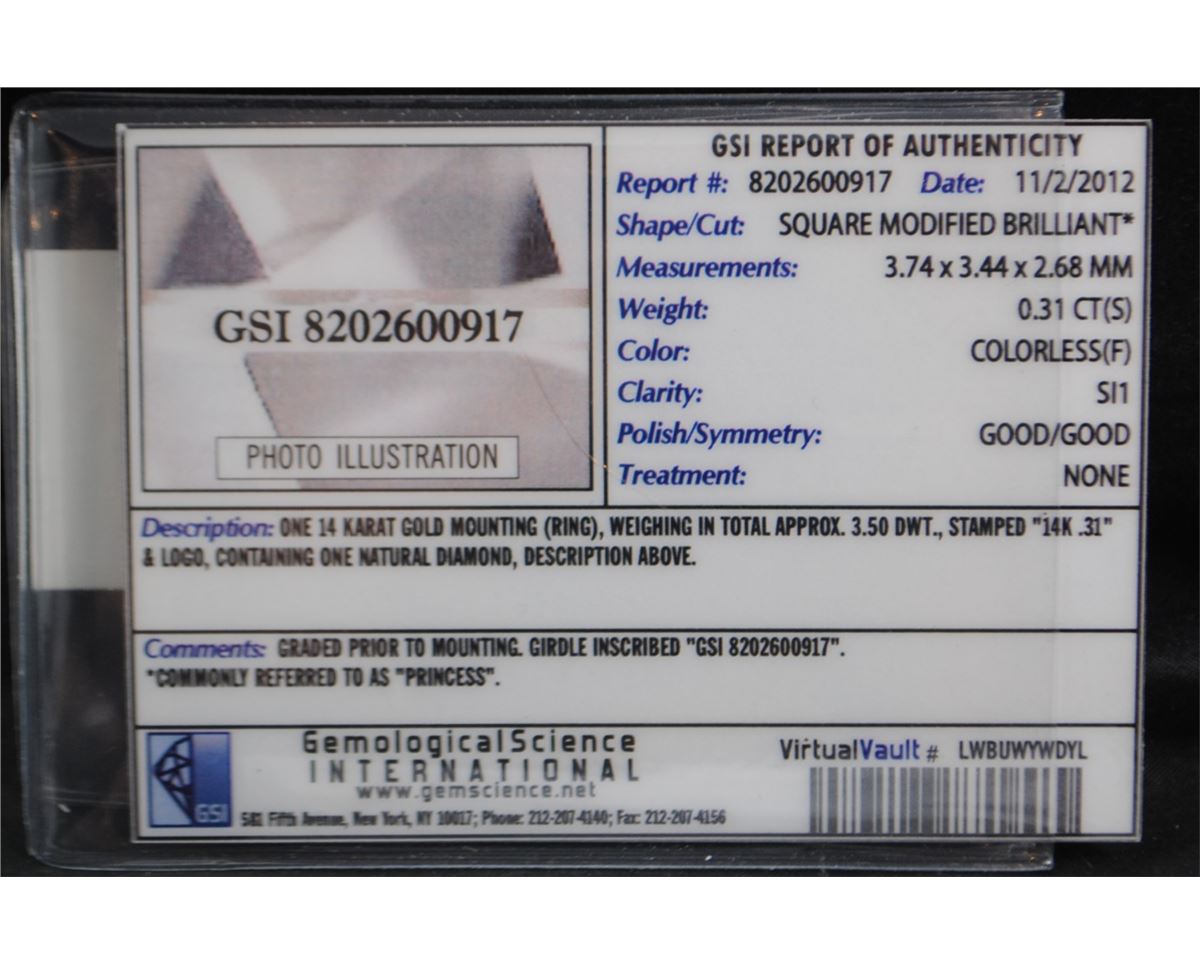 GSI 8202600917
PHOTO ILLUSTRATION
GSI REPORT OF AUTHENTICITY
Report #: 8202600917 Date: 11/2/2012
Shape/Cut: SQUARE MODIFIED BRILLIANT*
Measurements: 3.74 x 3.44 x 2.68 MM
Weight: 0.31 CT(S)
Color: COLORLESS(F)
Clarity: SI1
Polish/Symmetry: GOOD/GOOD
Treatment: NONE
Description: ONE 14 KARAT GOLD MOUNTING (RING), WEIGHING IN TOTAL APPROX. 3.50 DWT., STAMPED "14K .31"
& LOGO, CONTAINING ONE NATURAL DIAMOND, DESCRIPTION ABOVE.
Comments: GRADED PRIOR TO MOUNTING. GIRDLE INSCRIBED "GSI 8202600917".
*COMMONLY REFERRED TO AS "PRINCESS".
GSI
GemologicalScience
INTERNATIONAL
www.gemscience.net
581 Fifth Avenue, New York, NY 10017; Phone: 212-207-4140; Fax: 212-207-4156
VirtualVault # LWBUWYWDYL